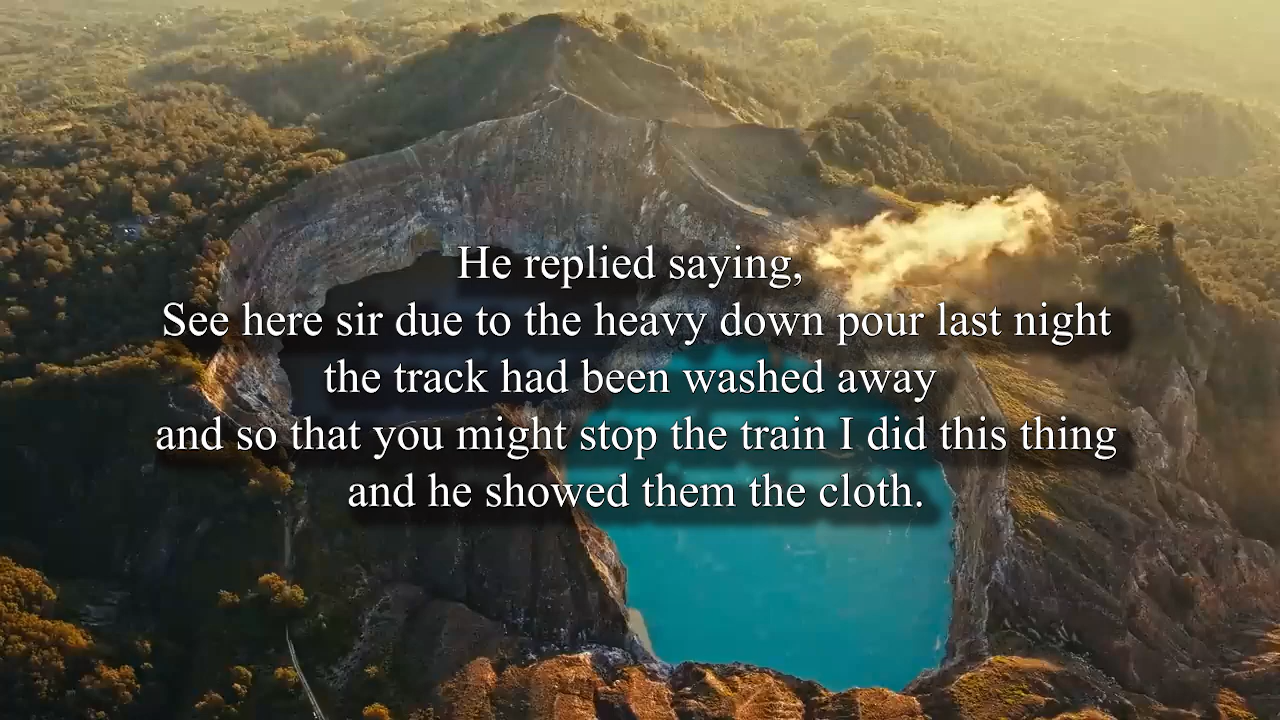 He replied saying,
See here sir due to the heavy down pour last night
the track had been washed away
and so that you might stop the train I did this thing
and he showed them the cloth.